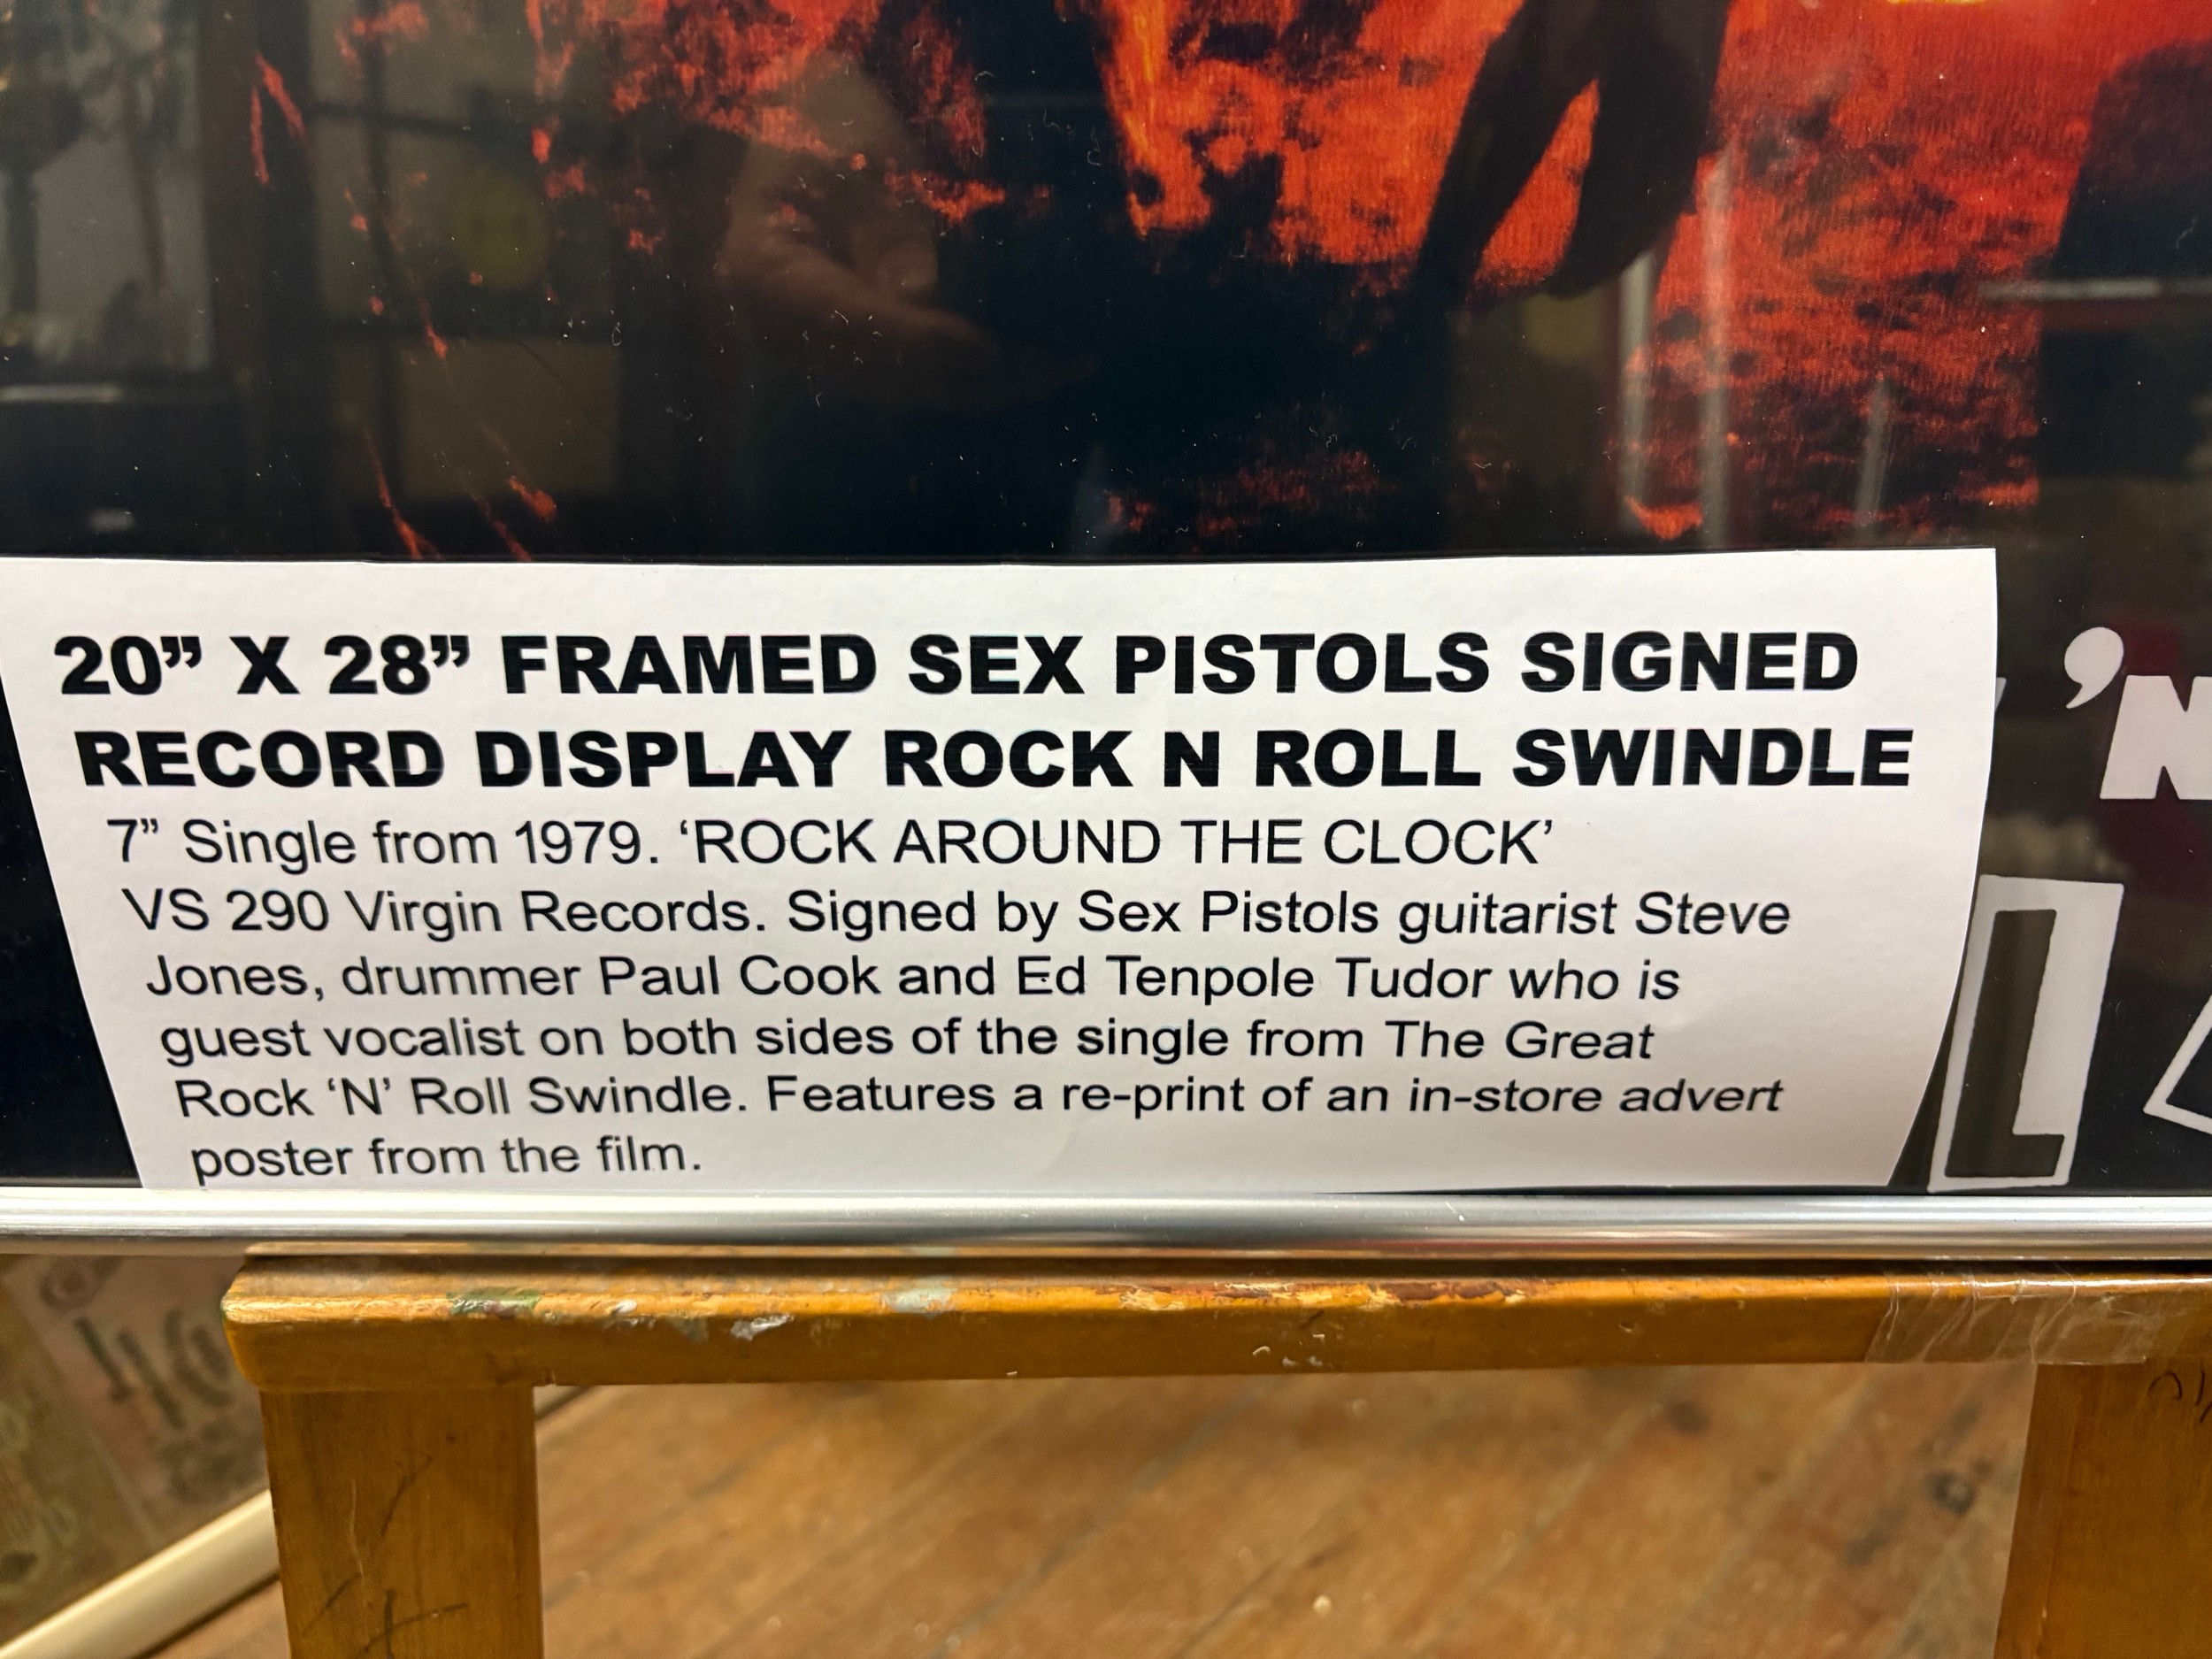 20” X 28” FRAMED SEX PISTOLS SIGNED
RECORD DISPLAY ROCK N ROLL SWINDLE
7” Single from 1979. ‘ROCK AROUND THE CLOCK’
VS 290 Virgin Records. Signed by Sex Pistols guitarist Steve
Jones, drummer Paul Cook and Ed Tenpole Tudor who is
guest vocalist on both sides of the single from The Great
Rock ‘N’ Roll Swindle. Features a re-print of an in-store advert
poster from the film.
’N
L